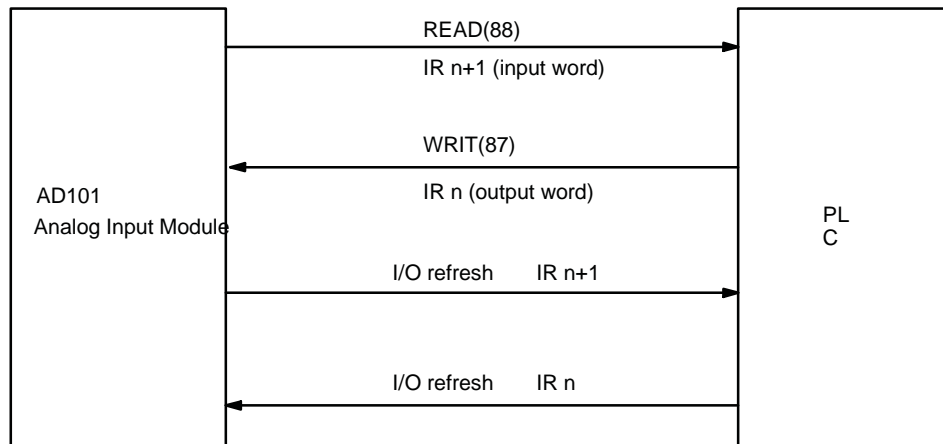 READ(88)
IR n+1 (input word)
WRIT(87)
IR n (output word)
AD101
Analog Input Module
PL
C
I/O refresh IR n+1
I/O refresh IR n